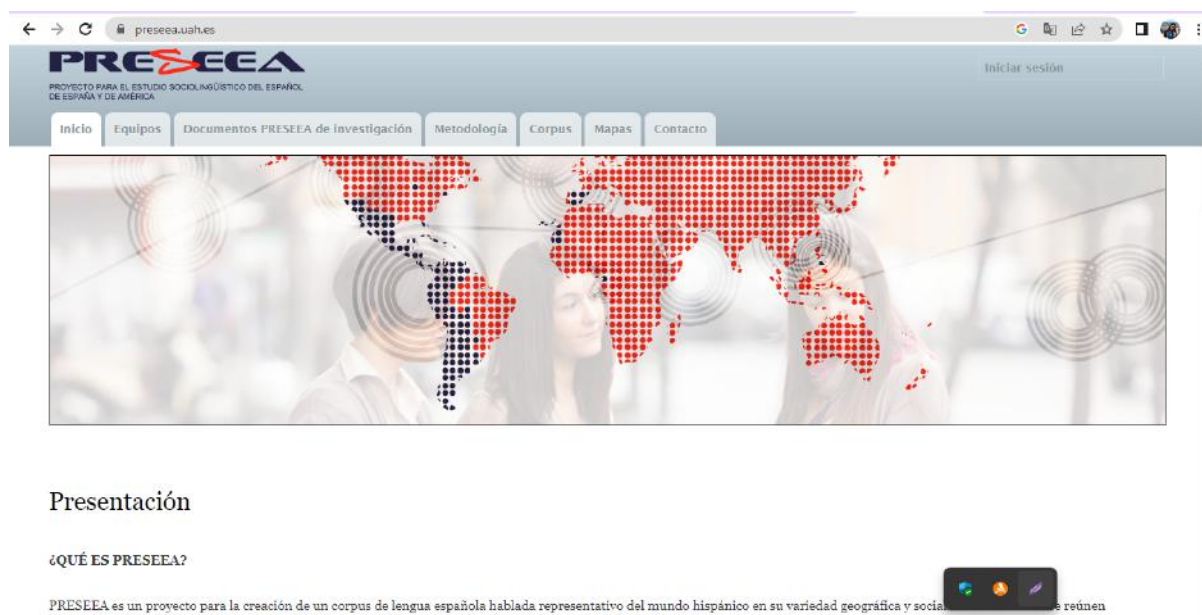 preseea.uah.es
PRESEEA
PROYECTO PARA EL ESTUDIO SOCIOLINGÜÍSTICO DEL ESPAÑOL
DE ESPAÑA Y DE AMÉRICA
Iniciar sesión
Inicio Equipos Documentos PRESEEA de investigación Metodología Corpus Mapas Contacto
Presentación
¿QUÉ ES PRESEEA?
PRESEEA es un proyecto para la creación de un corpus de lengua española hablada representativo del mundo hispánico en su variedad geográfica y reúnen